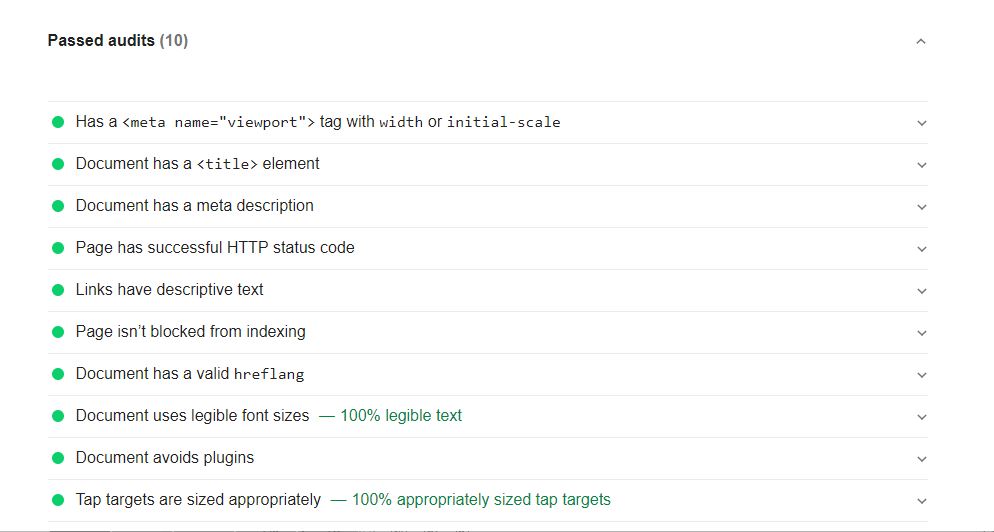 Passed audits (10)
Has a <meta name="viewport"> tag with width or initial-scale
Document has a <title> element
Document has a meta description
Page has successful HTTP status code
Links have descriptive text
Page isn’t blocked from indexing
Document has a valid hreflang
Document uses legible font sizes — 100% legible text
Document avoids plugins
Tap targets are sized appropriately — 100% appropriately sized tap targets